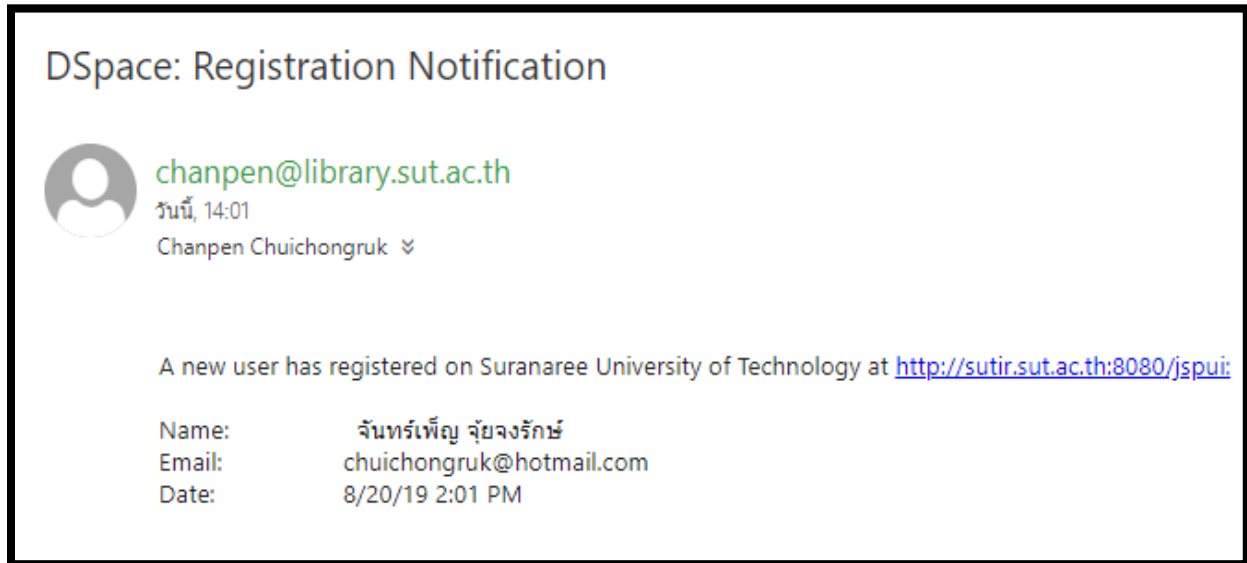 DSpace: Registration Notification
chanpen@library.sut.ac.th
วันนี้, 14:01
Chanpen Chuichongruk
A new user has registered on Suranaree University of Technology at http://sutir.sut.ac.th:8080/jspui:
Name: จันทร์เพ็ญ จุ้ยจงรักษ์
Email: chuichongruk@hotmail.com
Date: 8/20/19 2:01 PM